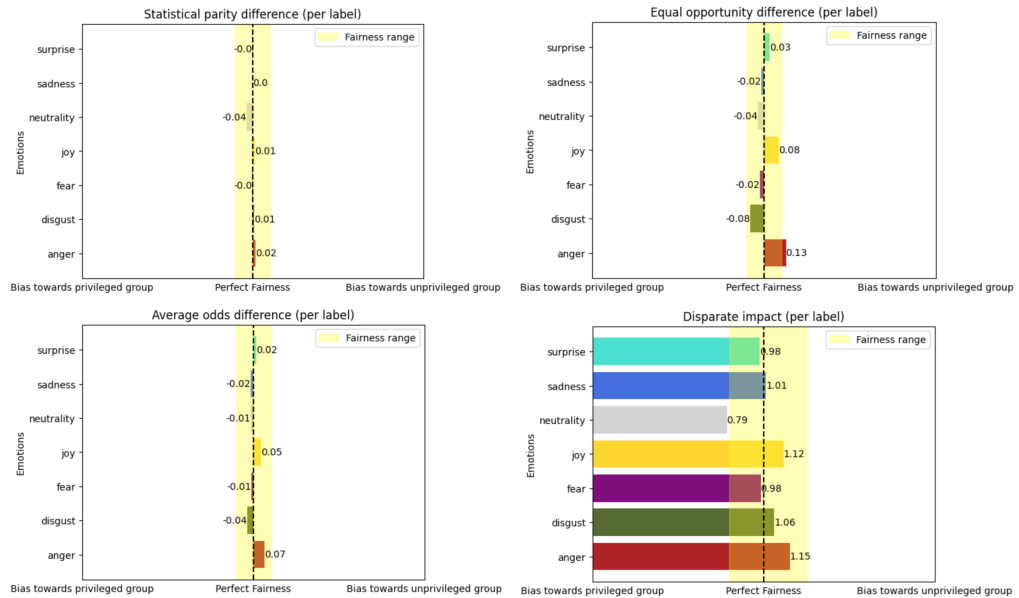 Statistical parity difference (per label)
Fairness range
Emotions
surprise -0.0
sadness 0.0
neutrality -0.04
joy 0.01
fear -0.0
disgust 0.01
anger 0.02
Bias towards privileged group Perfect Fairness Bias towards unprivileged group
Equal opportunity difference (per label)
Fairness range
Emotions
surprise 0.03
sadness -0.02
neutrality -0.04
joy 0.08
fear -0.02
disgust -0.08
anger 0.13
Bias towards privileged group Perfect Fairness Bias towards unprivileged group
Average odds difference (per label)
Fairness range
Emotions
surprise 0.02
sadness -0.02
neutrality -0.01
joy 0.05
fear -0.01
disgust -0.04
anger 0.07
Bias towards privileged group Perfect Fairness Bias towards unprivileged group
Disparate impact (per label)
Fairness range
Emotions
surprise 0.98
sadness 1.01
neutrality 0.79
joy 1.12
fear 0.98
disgust 1.06
anger 1.15
Bias towards privileged group Perfect Fairness Bias towards unprivileged group